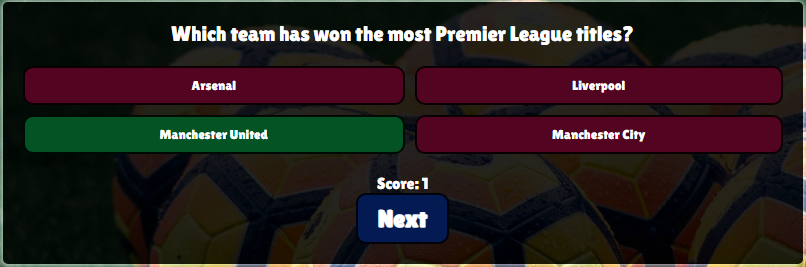 Which team has won the most Premier League titles?
Arsenal
Liverpool
Manchester United
Manchester City
Score: 1
Next